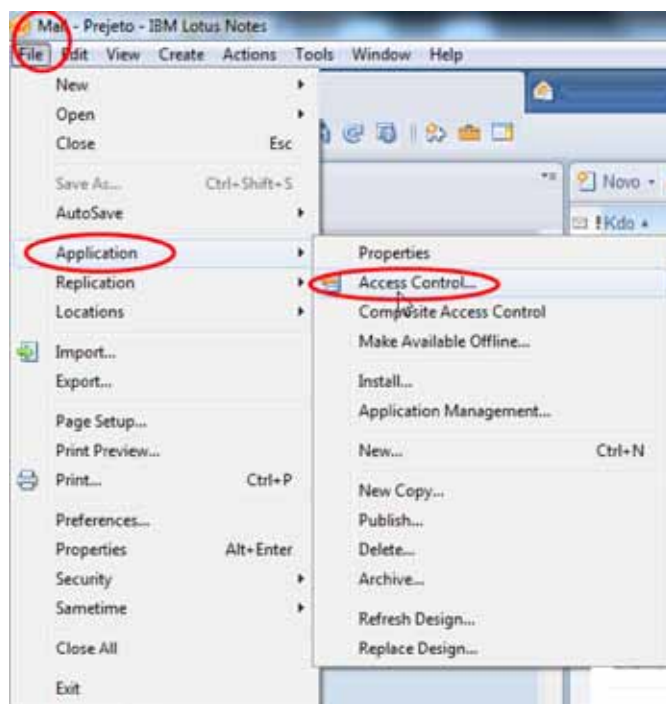 Mail - Prejeto - IBM Lotus Notes
File Edit View Create Actions Tools Window Help
New
Open
Close Esc
Save As... Ctrl+Shift+S
AutoSave
Application
Replication
Locations
Import...
Export...
Page Setup...
Print Preview...
Print... Ctrl+P
Preferences...
Properties Alt+Enter
Security
Sametime
Close All
Exit
Properties
Access Control...
Composite Access Control
Make Available Offline...
Install...
Application Management...
New... Ctrl+N
New Copy...
Publish...
Delete...
Archive...
Refresh Design...
Replace Design...
Novo
! Kdo